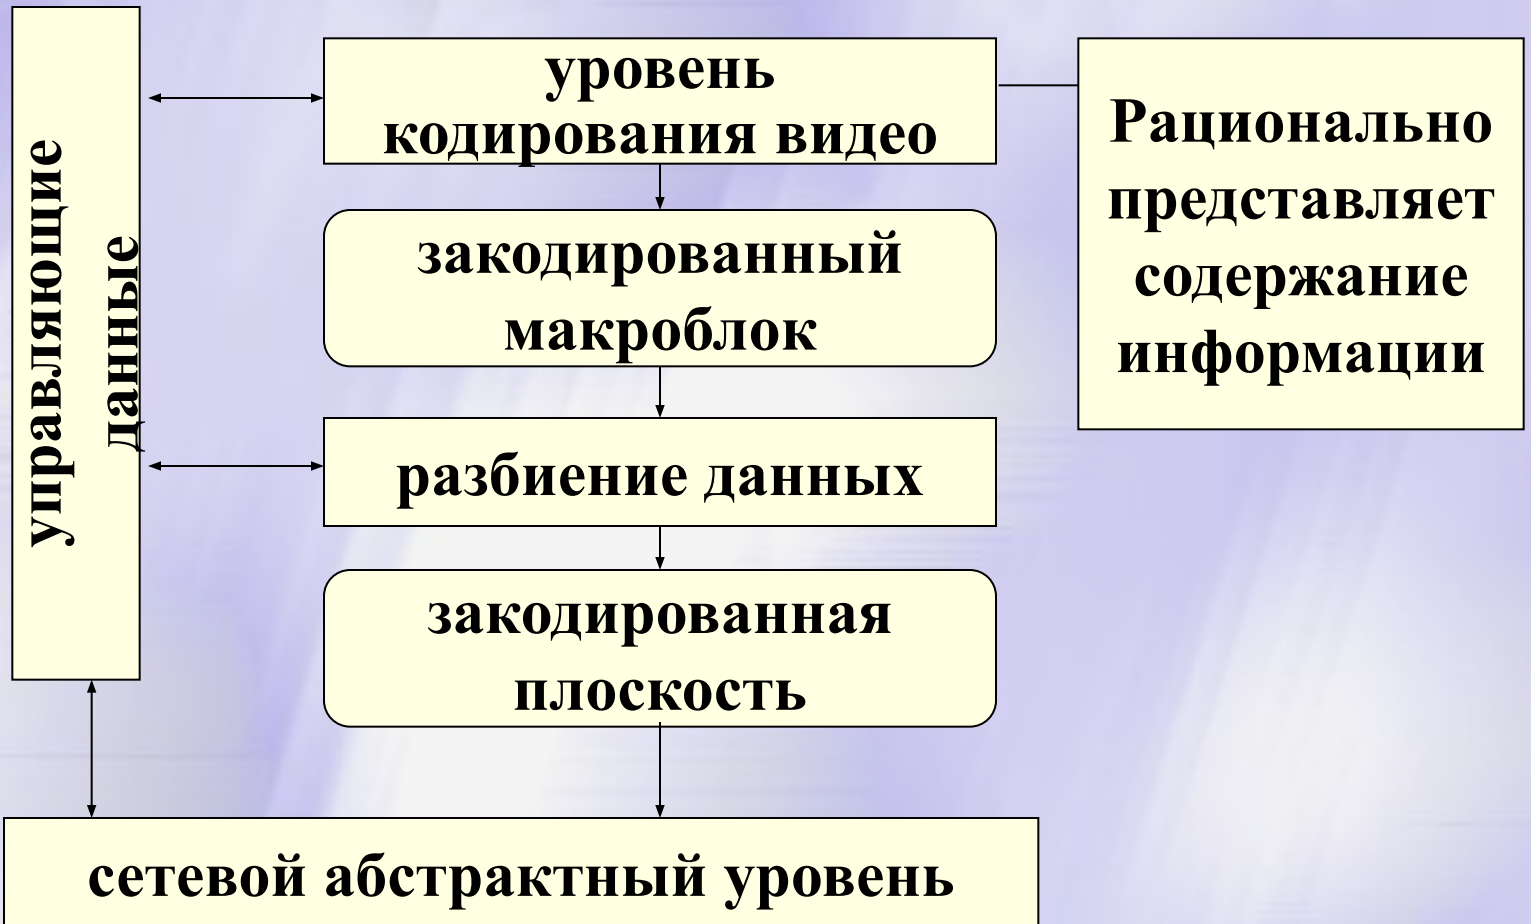 управляющие
данные
уровень
кодирования видео
закодированный
макроблок
разбиение данных
закодированная
плоскость
сетевой абстрактный уровень
Рационально
представляет
содержание
информации